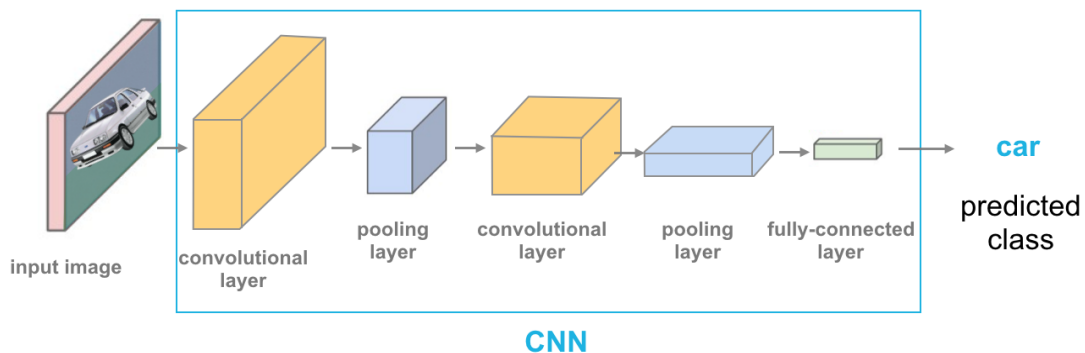 input image
convolutional
layer
pooling
layer
convolutional
layer
pooling
layer
fully-connected
layer
car
predicted
class
CNN